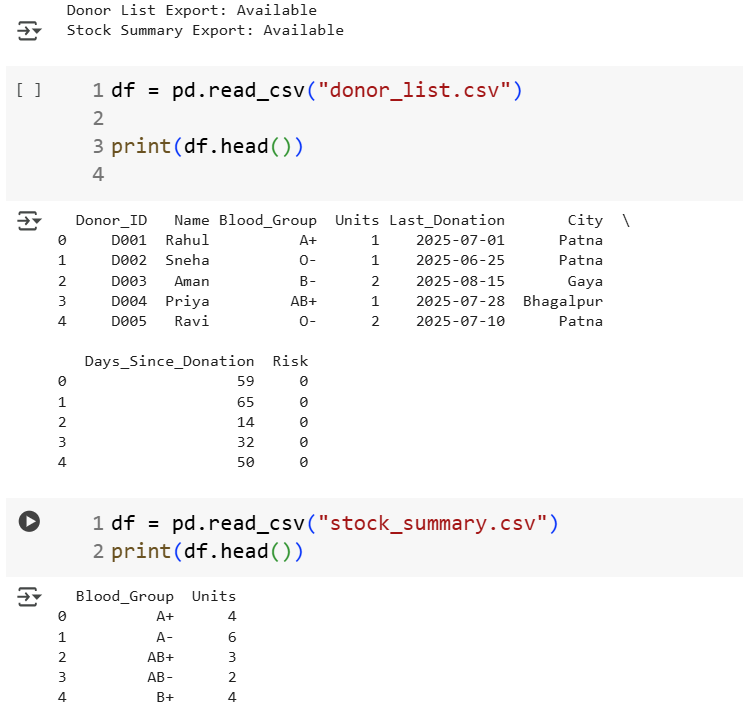 Donor List Export: Available
Stock Summary Export: Available
[ ] 1 df = pd.read_csv("donor_list.csv")
2
3 print(df.head())
4
Donor_ID Name Blood_Group Units Last_Donation City \
0 D001 Rahul A+ 1 2025-07-01 Patna
1 D002 Sneha O- 1 2025-06-25 Patna
2 D003 Aman B- 2 2025-08-15 Gaya
3 D004 Priya AB+ 1 2025-07-28 Bhagalpur
4 D005 Ravi O- 2 2025-07-10 Patna
Days_Since_Donation Risk
0 59 0
1 65 0
2 14 0
3 32 0
4 50 0
1 df = pd.read_csv("stock_summary.csv")
2 print(df.head())
Blood_Group Units
0 A+ 4
1 A- 6
2 AB+ 3
3 AB- 2
4 B+ 4